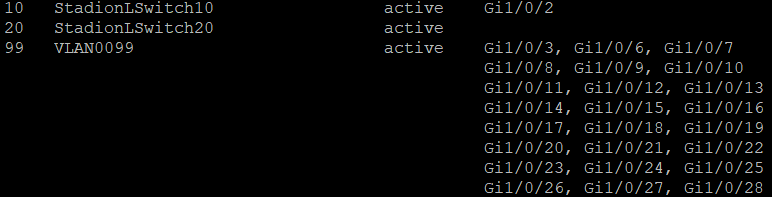 10   StadionLSwitch10                 active    Gi1/0/2
20   StadionLSwitch20                 active
99   VLAN0099                         active    Gi1/0/3, Gi1/0/6, Gi1/0/7
                                                Gi1/0/8, Gi1/0/9, Gi1/0/10
                                                Gi1/0/11, Gi1/0/12, Gi1/0/13
                                                Gi1/0/14, Gi1/0/15, Gi1/0/16
                                                Gi1/0/17, Gi1/0/18, Gi1/0/19
                                                Gi1/0/20, Gi1/0/21, Gi1/0/22
                                                Gi1/0/23, Gi1/0/24, Gi1/0/25
                                                Gi1/0/26, Gi1/0/27, Gi1/0/28